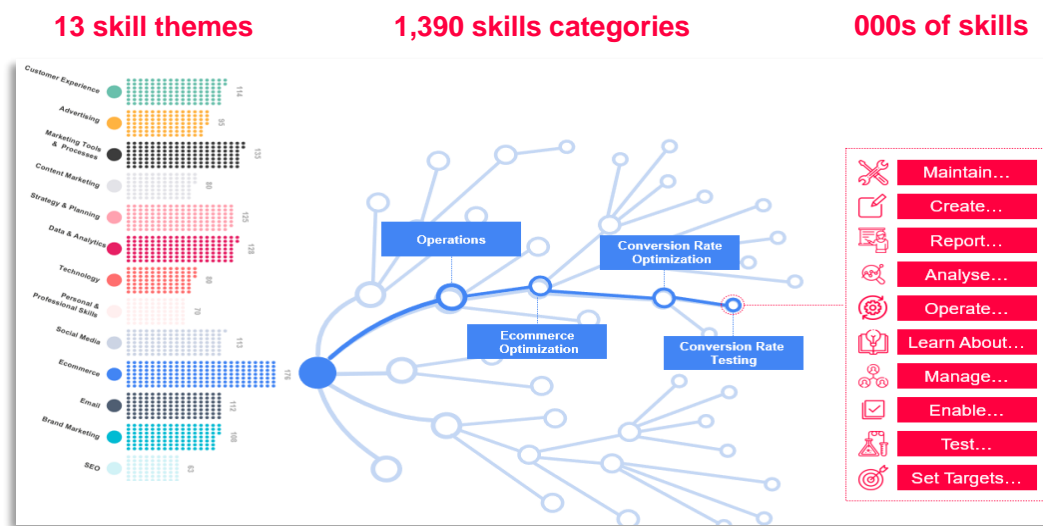 13 skill themes
1,390 skills categories
000s of skills
Customer Experience
114
Advertising
95
Marketing Tools
& Processes
135
Content Marketing
80
Strategy & Planning
125
Data & Analytics
128
Technology
80
Personal &
Professional Skills
70
Social Media
113
Ecommerce
176
Email
112
Brand Marketing
108
SEO
63
Operations
Ecommerce
Optimization
Conversion Rate
Optimization
Conversion Rate
Testing
Maintain…
Create…
Report…
Analyse…
Operate…
Learn About…
Manage…
Enable…
Test…
Set Targets…